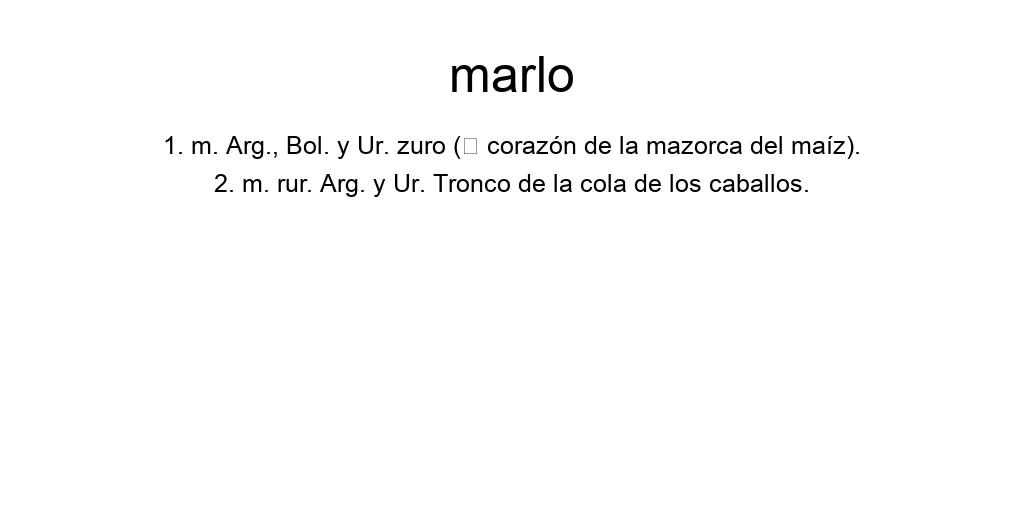 marlo
1. m. Arg., Bol. y Ur. zuro (□ corazón de la mazorca del maíz).
2. m. rur. Arg. y Ur. Tronco de la cola de los caballos.